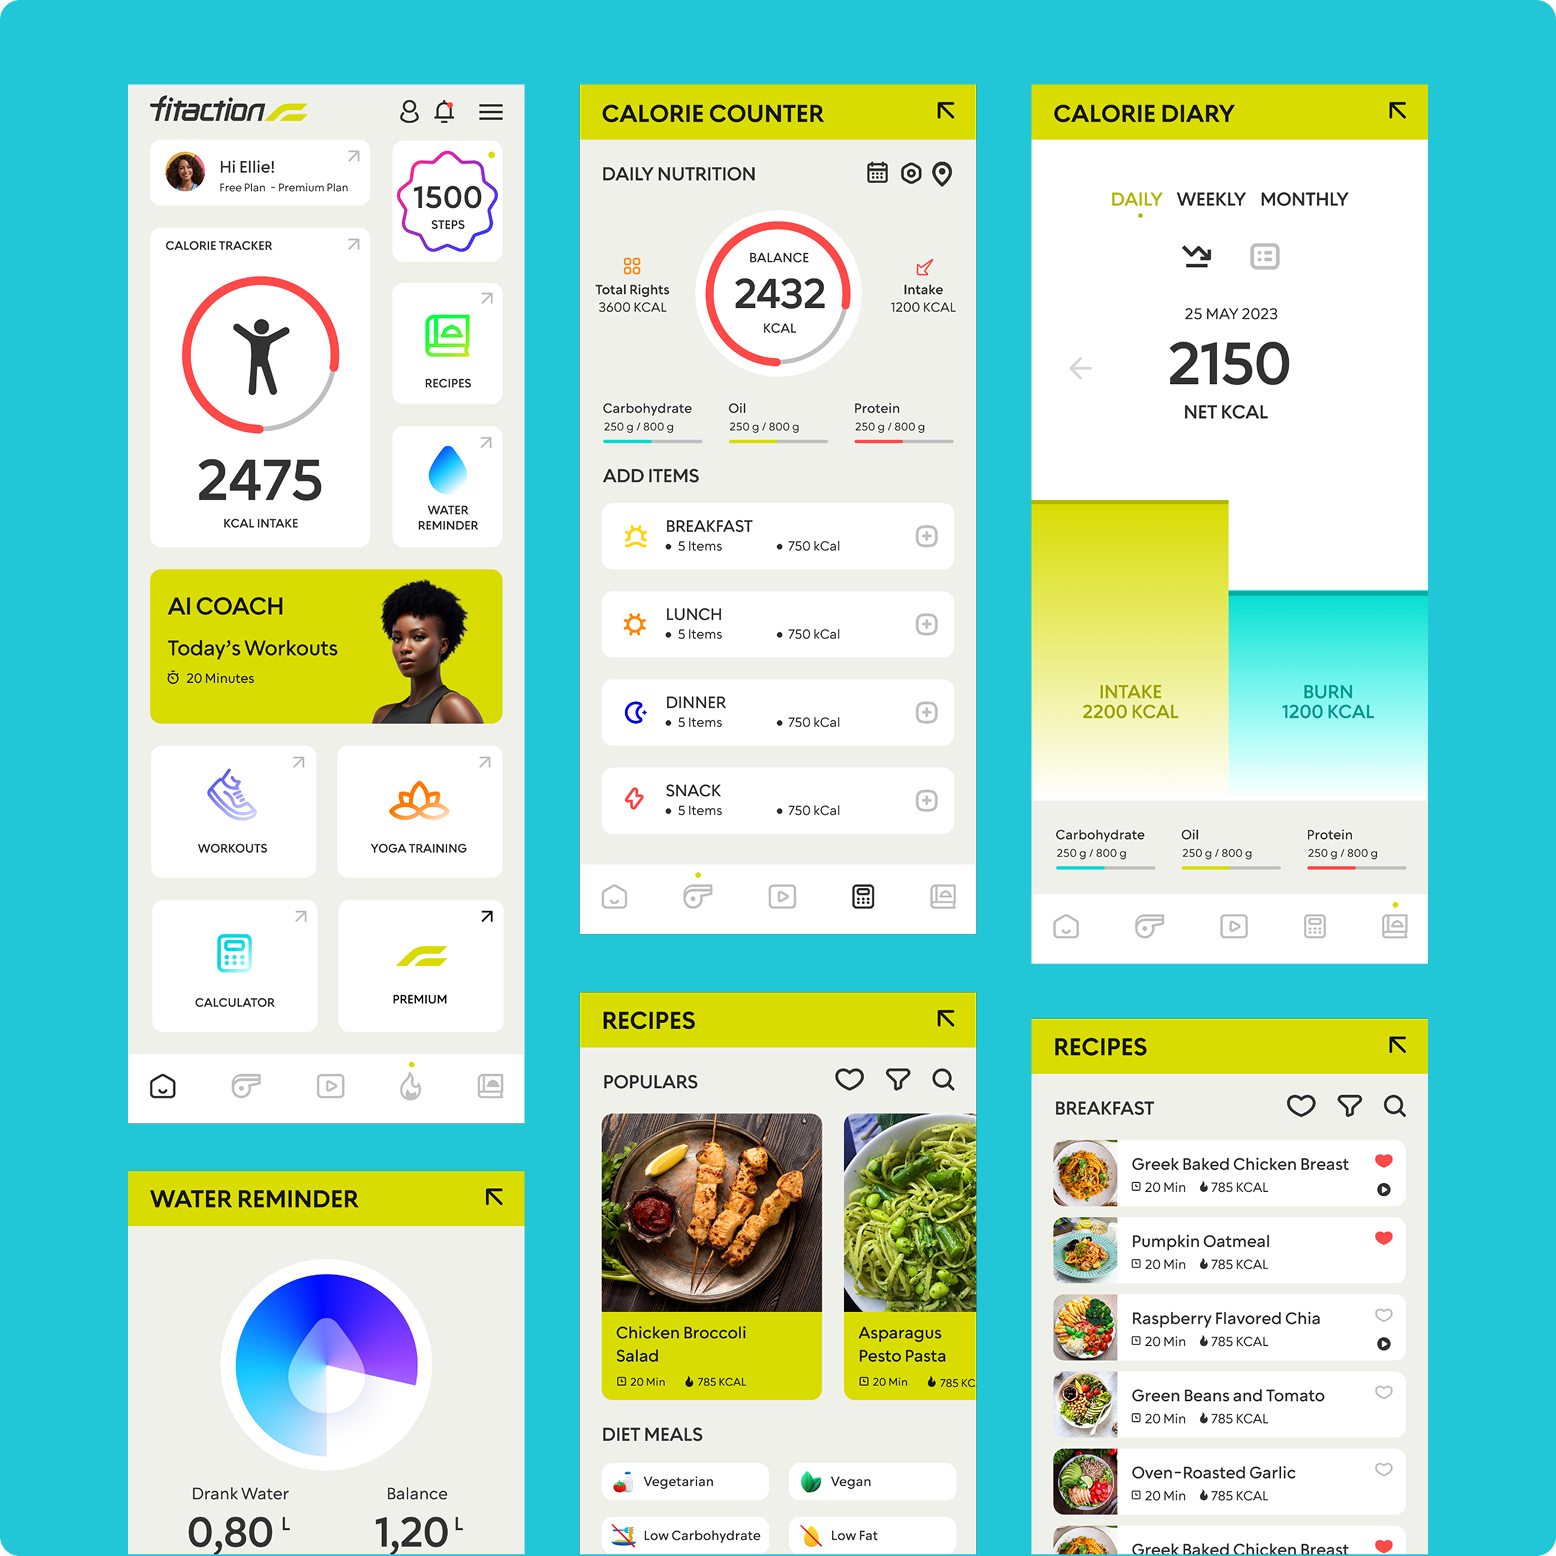 fitaction
Hi Ellie!
Free Plan - Premium Plan
1500
STEPS
CALORIE TRACKER
2475
KCAL INTAKE
RECIPES
WATER
REMINDER
AI COACH
Today's Workouts
20 Minutes
WORKOUTS
YOGA TRAINING
CALCULATOR
PREMIUM
WATER REMINDER
Drank Water
0,80 L
Balance
1,20 L
CALORIE COUNTER
DAILY NUTRITION
Total Rights
3600 KCAL
BALANCE
2432
KCAL
Intake
1200 KCAL
Carbohydrate
250 g / 800 g
Oil
250 g / 800 g
Protein
250 g / 800 g
ADD ITEMS
BREAKFAST
• 5 Items • 750 kCal
LUNCH
• 5 Items • 750 kCal
DINNER
• 5 Items • 750 kCal
SNACK
• 5 Items • 750 kCal
RECIPES
POPULARS
Chicken Broccoli
Salad
20 Min 785 KCAL
Asparagus
Pesto Pasta
20 Min 785 KC
DIET MEALS
Vegetarian
Vegan
Low Carbohydrate
Low Fat
CALORIE DIARY
DAILY WEEKLY MONTHLY
25 MAY 2023
2150
NET KCAL
INTAKE
2200 KCAL
BURN
1200 KCAL
Carbohydrate
250 g / 800 g
Oil
250 g / 800 g
Protein
250 g / 800 g
RECIPES
BREAKFAST
Greek Baked Chicken Breast
20 Min 785 KCAL
Pumpkin Oatmeal
20 Min 785 KCAL
Raspberry Flavored Chia
20 Min 785 KCAL
Green Beans and Tomato
20 Min 785 KCAL
Oven-Roasted Garlic
20 Min 785 KCAL
Greek Baked Chicken Breast